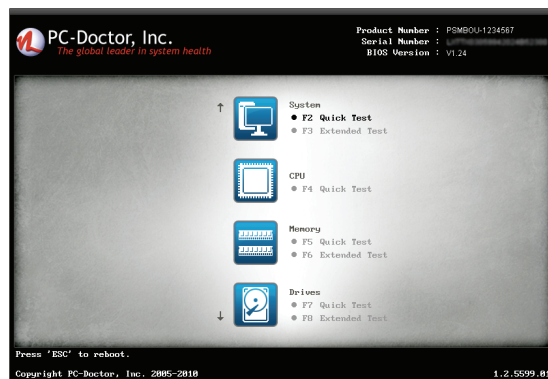 PC-Doctor, Inc.
The global leader in system health
Product Number : PSMBOU-1234567
Serial Number :
BIOS Version : V1.24
System
F2 Quick Test
F3 Extended Test
CPU
F4 Quick Test
Memory
F5 Quick Test
F6 Extended Test
Drives
F7 Quick Test
F8 Extended Test
Press 'ESC' to reboot.
Copyright PC-Doctor, Inc. 2005-2010
1.2.5599.01